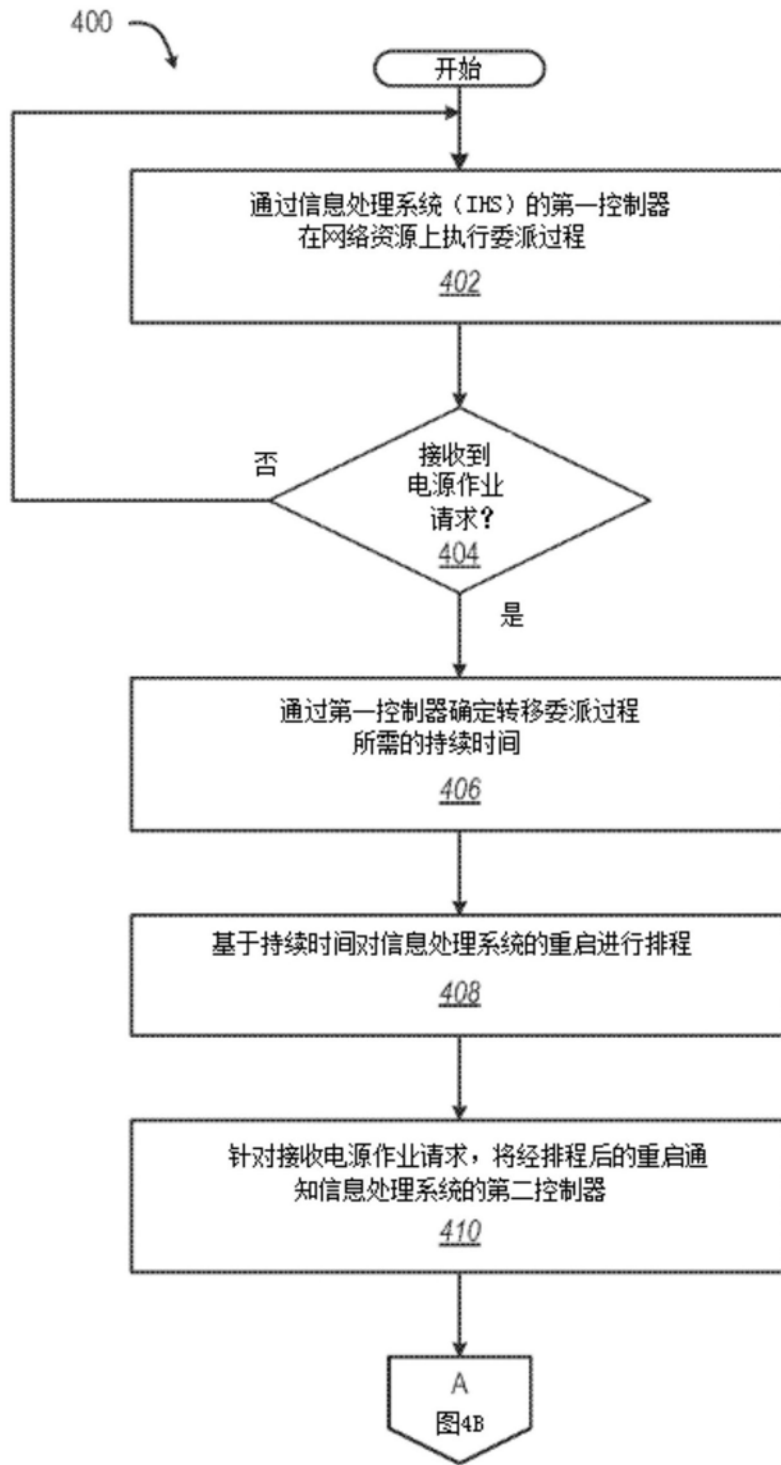 400
开始
通过信息处理系统（IHS）的第一控制器
在网络资源上执行委派过程
402
接收到
电源作业
请求？
404
否
是
通过第一控制器确定转移委派过程
所需的持续时间
406
基于持续时间对信息处理系统的重启进行排程
408
针对接收电源作业请求，将经排程后的重启通
知信息处理系统的第二控制器
410
A
图4B